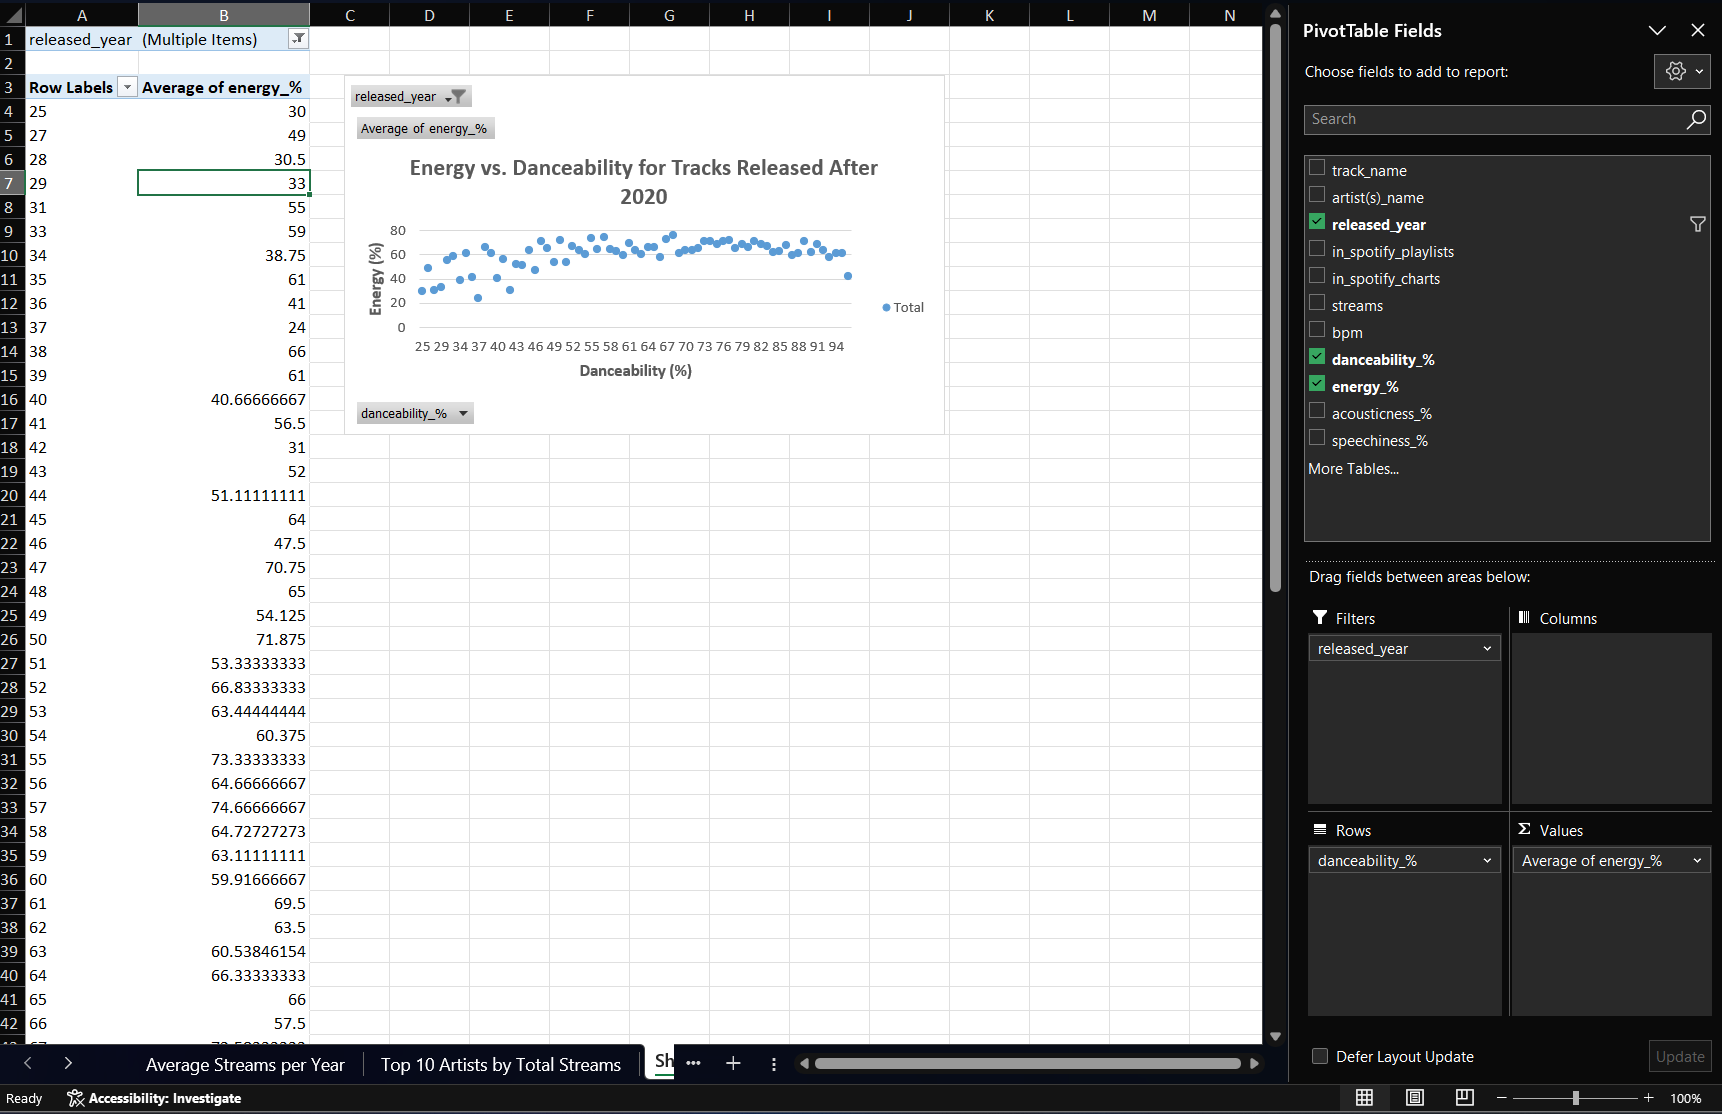 A B C D E F G H I J K L M N
1 released_year (Multiple Items)
2
3 Row Labels Average of energy_%
4 25 30
5 27 49
6 28 30.5
7 29 33
8 31 55
9 33 59
10 34 38.75
11 35 61
12 36 41
13 37 24
14 38 66
15 39 61
16 40 40.66666667
17 41 56.5
18 42 31
19 43 52
20 44 51.11111111
21 45 64
22 46 47.5
23 47 70.75
24 48 65
25 49 54.125
26 50 71.875
27 51 53.33333333
28 52 66.83333333
29 53 63.44444444
30 54 60.375
31 55 73.33333333
32 56 64.66666667
33 57 74.66666667
34 58 64.72727273
35 59 63.11111111
36 60 59.91666667
37 61 69.5
38 62 63.5
39 63 60.53846154
40 64 66.33333333
41 65 66
42 66 57.5
released_year
Average of energy_%
Energy vs. Danceability for Tracks Released After
2020
80
60
40
20
0
Energy (%)
25 29 34 37 40 43 46 49 52 55 58 61 64 67 70 73 76 79 82 85 88 91 94
Danceability (%)
Total
danceability_%
PivotTable Fields
Choose fields to add to report:
Search
track_name
artist(s)_name
released_year
in_spotify_playlists
in_spotify_charts
streams
bpm
danceability_%
energy_%
acousticness_%
speechiness_%
More Tables...
Drag fields between areas below:
Filters
released_year
Columns
Rows
danceability_%
Σ Values
Average of energy_%
Defer Layout Update
Update
Average Streams per Year Top 10 Artists by Total Streams Sh
Ready Accessibility: Investigate
100%